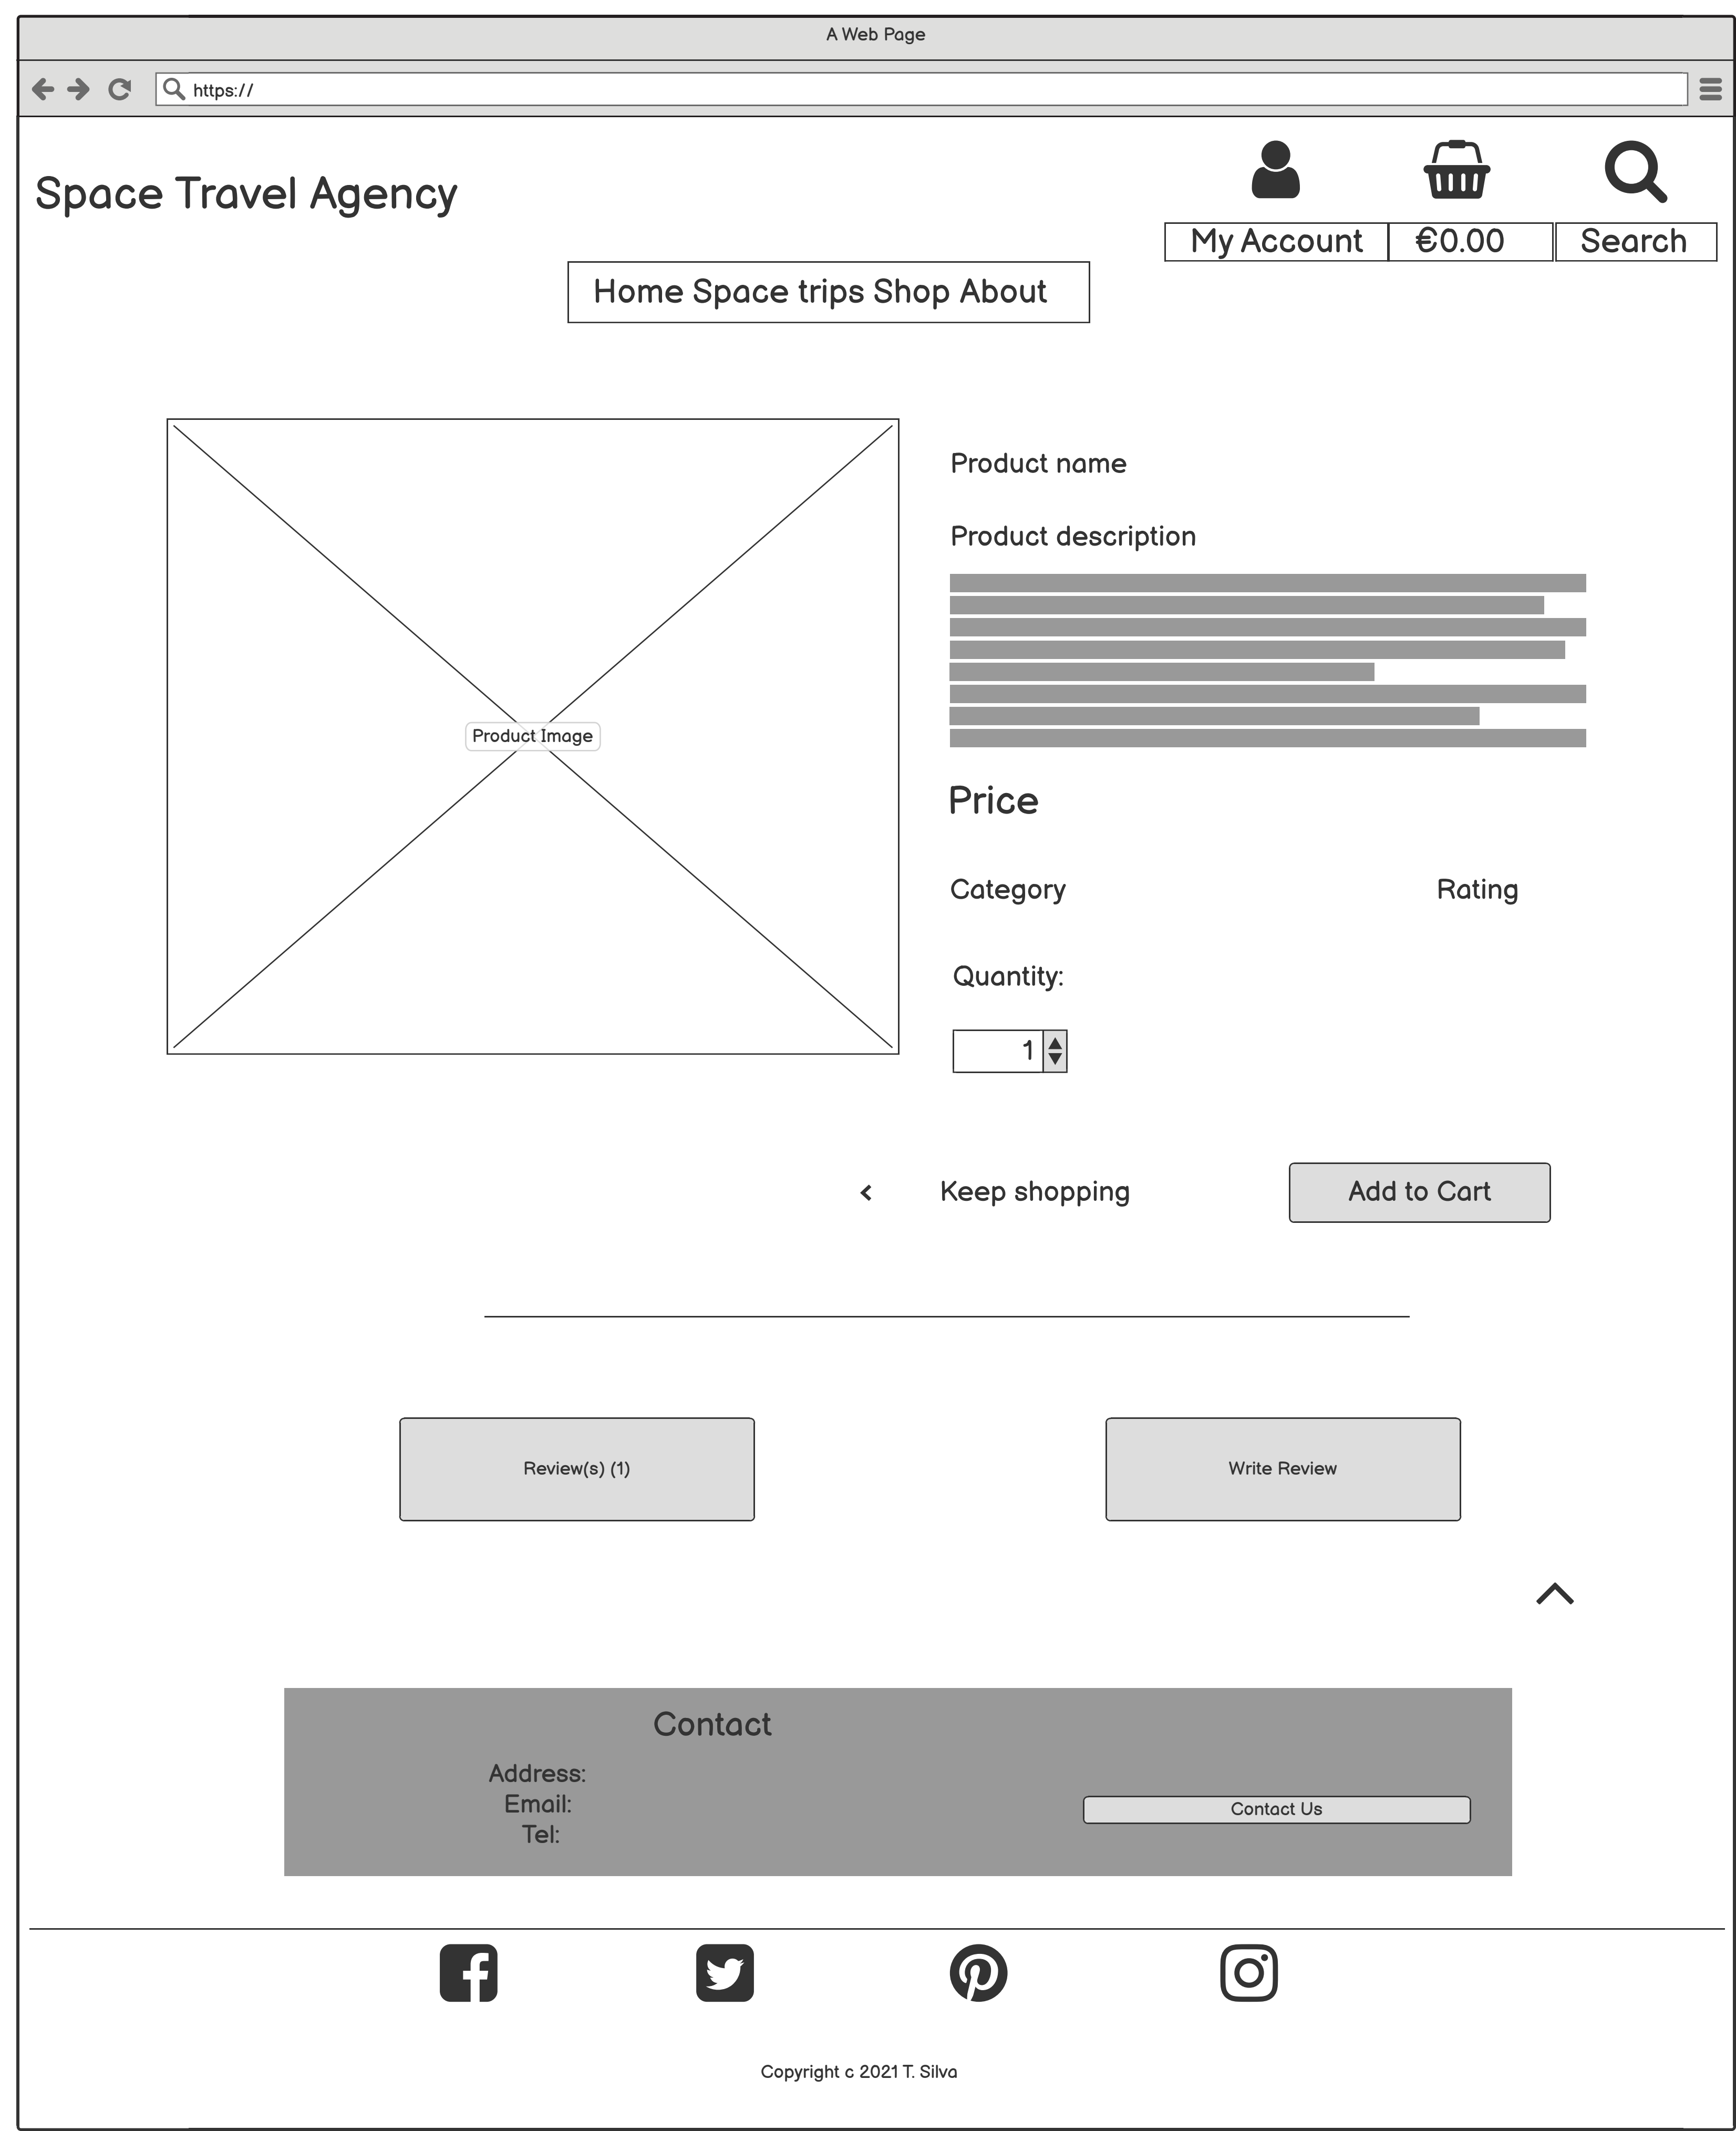 A Web Page
https://
Space Travel Agency
My Account €0.00 Search
Home Space trips Shop About
Product name
Product description
Product Image
Price
Category Rating
Quantity:
1
< Keep shopping Add to Cart
Review(s) (1) Write Review
Contact
Address:
Email:
Tel:
Contact Us
Copyright c 2021 T. Silva